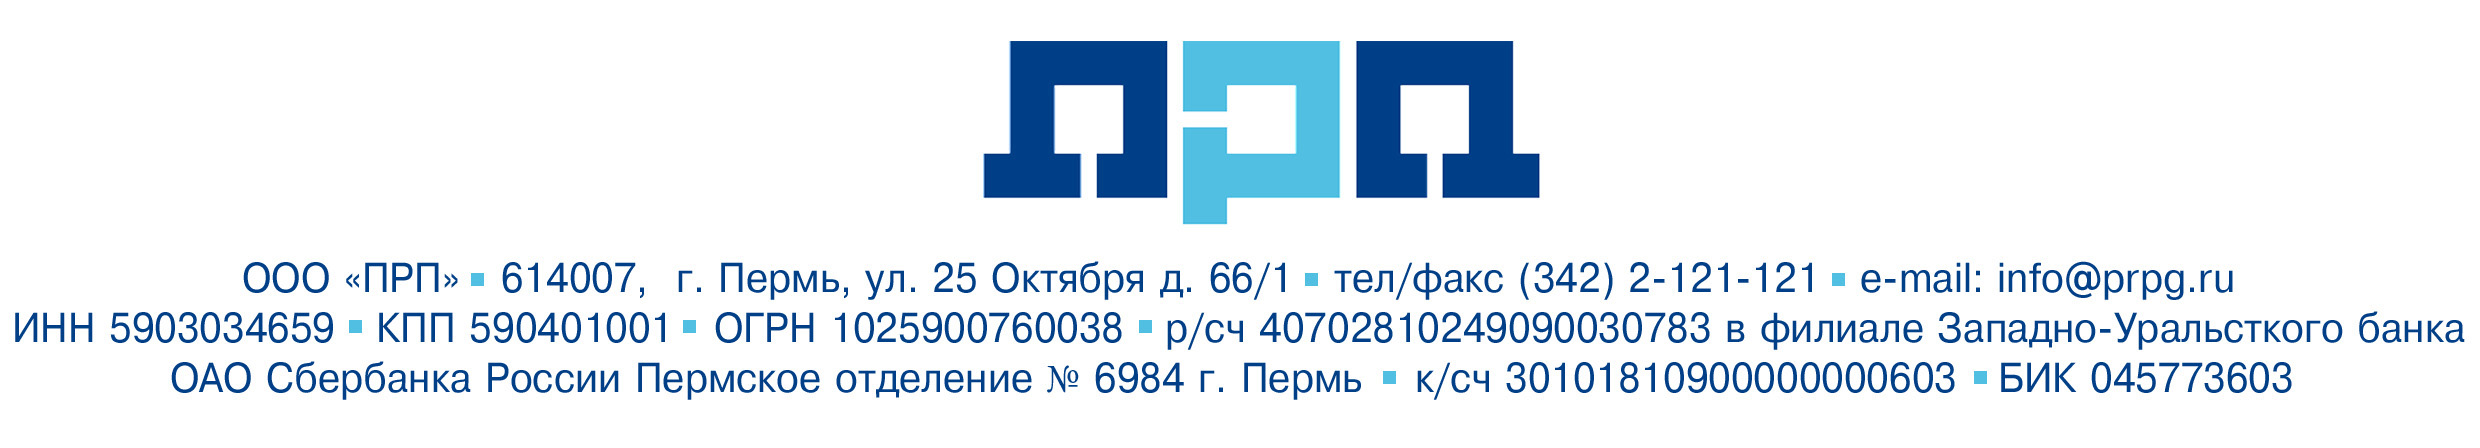 ПРП
ООО «ПРП» ▪ 614007, г. Пермь, ул. 25 Октября д. 66/1 ▪ тел/факс (342) 2-121-121 ▪ e-mail: info@prpg.ru
ИНН 5903034659 ▪ КПП 590401001 ▪ ОГРН 1025900760038 ▪ р/сч 40702810249090030783 в филиале Западно-Уральсткого банка
ОАО Сбербанка России Пермское отделение № 6984 г. Пермь ▪ к/сч 30101810900000000603 ▪ БИК 045773603